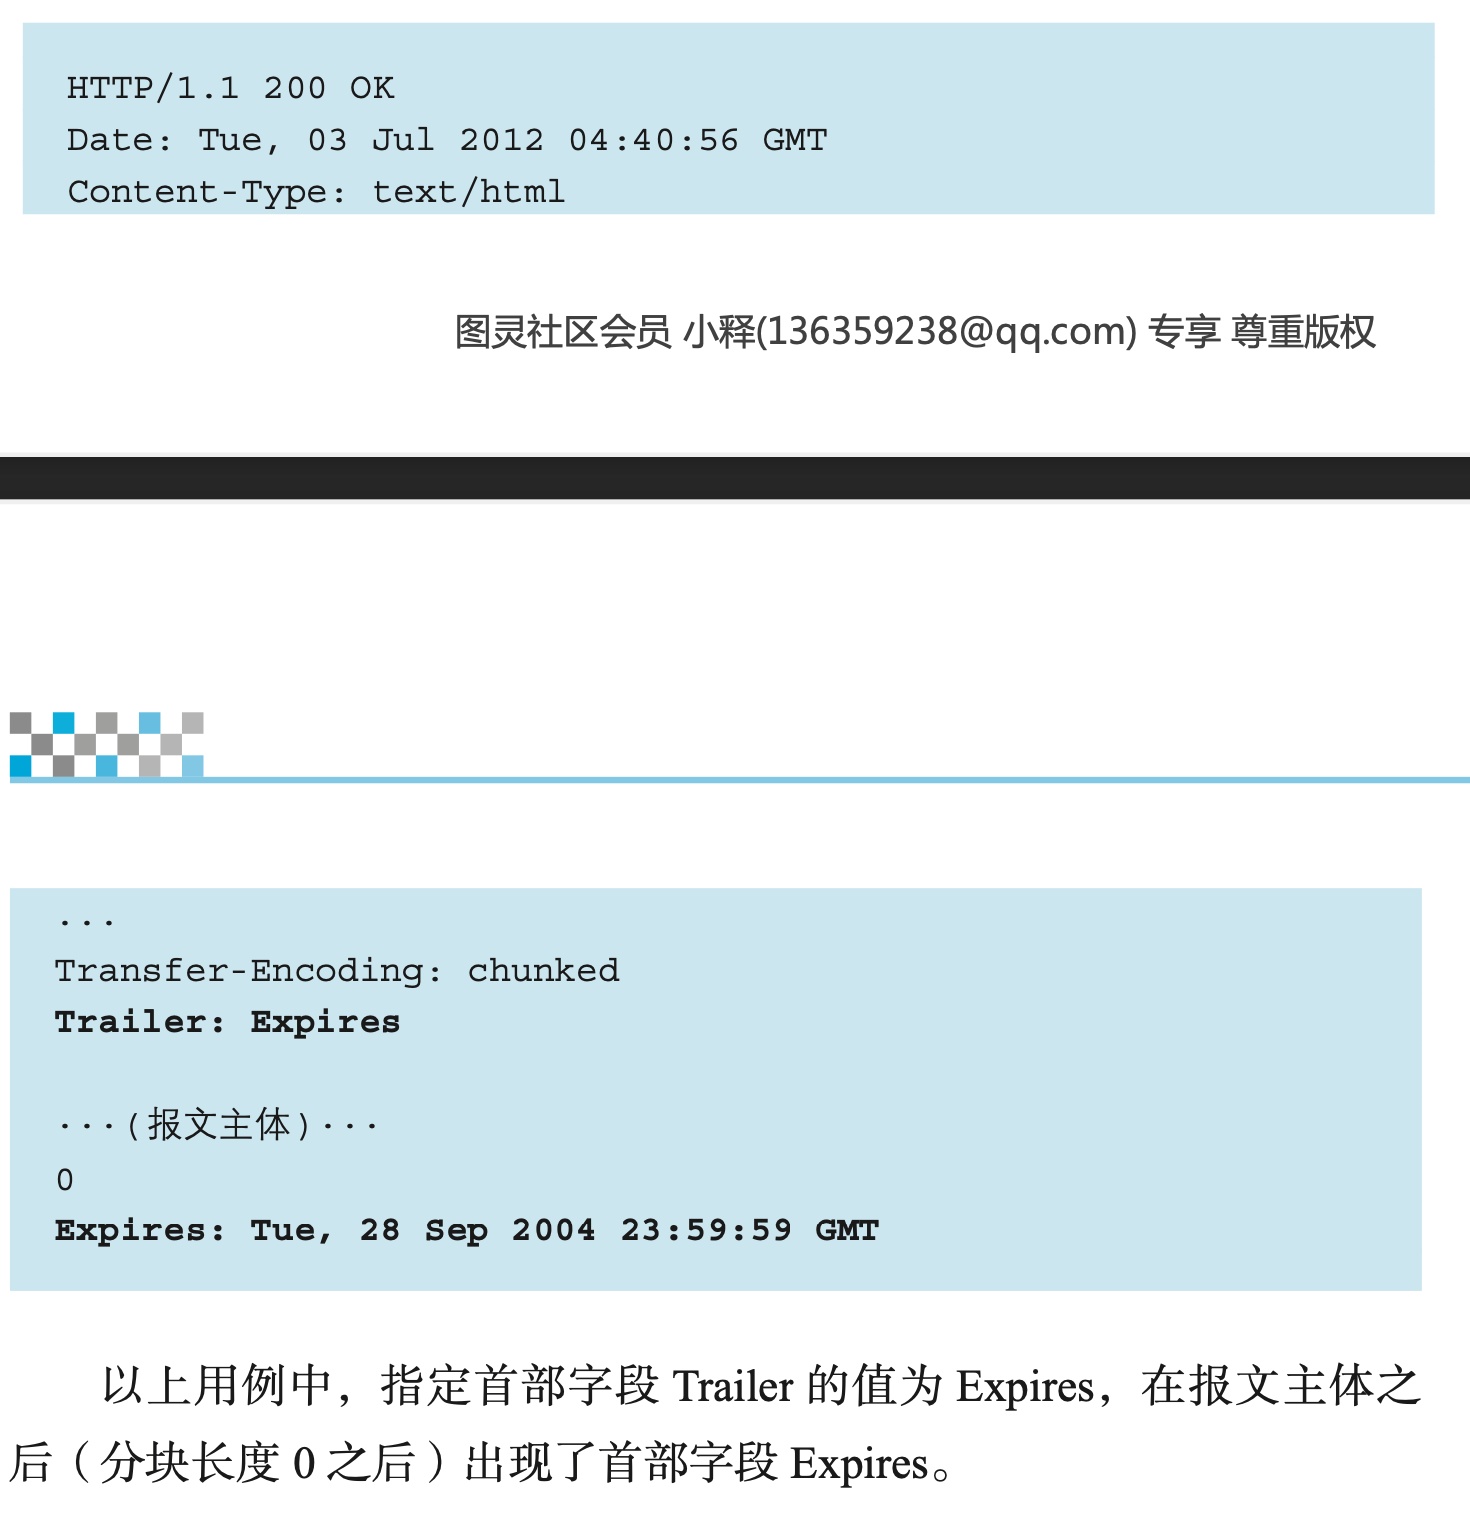 HTTP/1.1 200 OK
Date: Tue, 03 Jul 2012 04:40:56 GMT
Content-Type: text/html
图灵社区会员 小释(136359238@qq.com) 专享 尊重版权
...
Transfer-Encoding: chunked
Trailer: Expires
···(报文主体)···
0
Expires: Tue, 28 Sep 2004 23:59:59 GMT
以上用例中，指定首部字段 Trailer 的值为 Expires，在报文主体之
后（分块长度 0 之后）出现了首部字段 Expires。